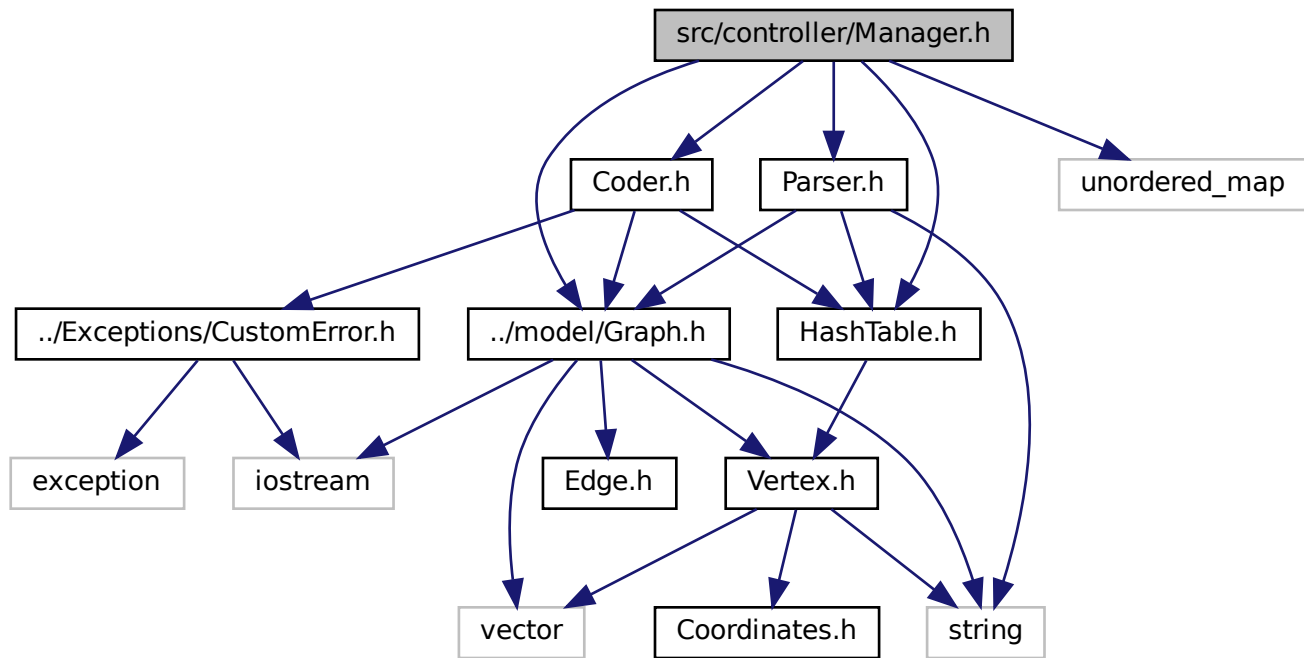 src/controller/Manager.h
Coder.h
Parser.h
unordered_map
../Exceptions/CustomError.h
../model/Graph.h
HashTable.h
exception
iostream
Edge.h
Vertex.h
vector
Coordinates.h
string